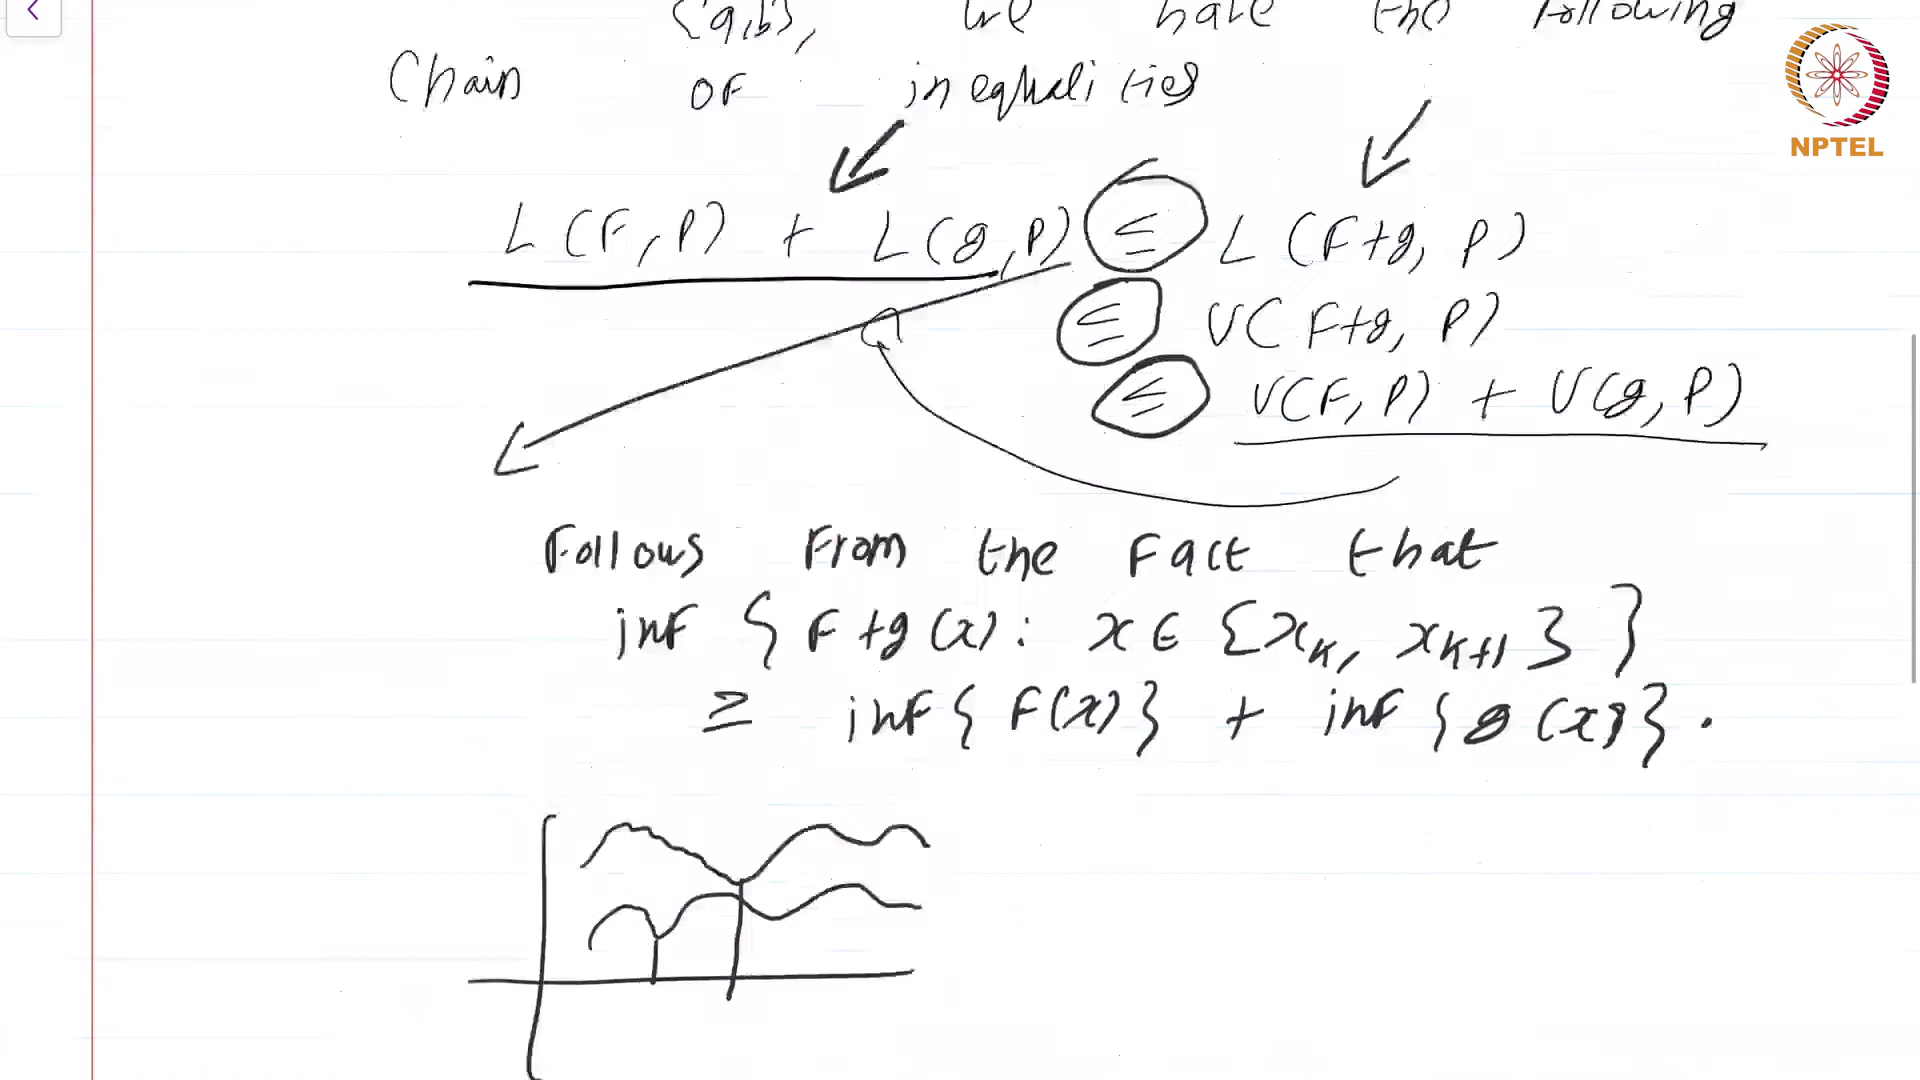 [a,b], we have the following
Chain of inequalities
L(F,P) + L(g,P) ≤ L(F+g, P)
≤ U(F+g, P)
≤ U(F,P) + U(g,P)
Follows from the Fact that
inf { F+g(x): x ∈ [x_k, x_{k+1}] }
≥ inf{ F(x)} + inf { g(x)}.
NPTEL